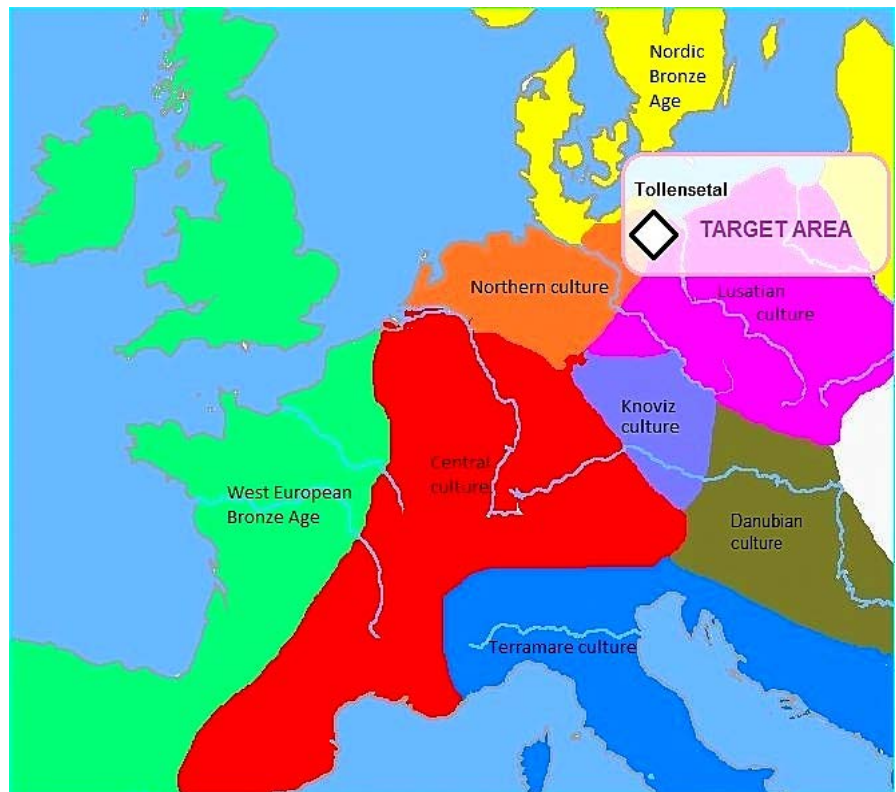 Nordic
Bronze
Age
Tollensetal
TARGET AREA
Northern culture
Lusatian
culture
Knoviz
culture
Central
culture
West European
Bronze Age
Danubian
culture
Terramare culture